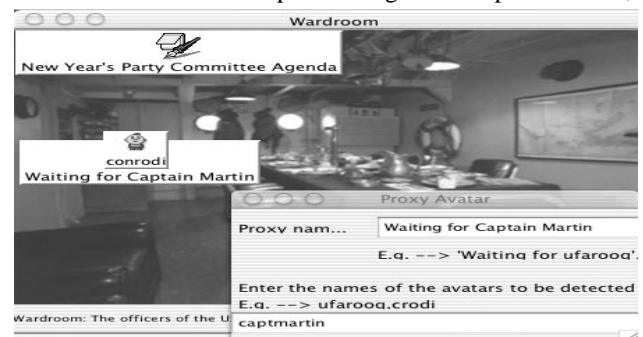 Wardroom
New Year's Party Committee Agenda
conrodi
Waiting for Captain Martin
Proxy Avatar
Proxy nam... Waiting for Captain Martin
E.g. --> 'Waiting for ufarooq'.
Enter the names of the avatars to be detected
E.g. --> ufarooq,crodi
Wardroom: The officers of the U
captmartin